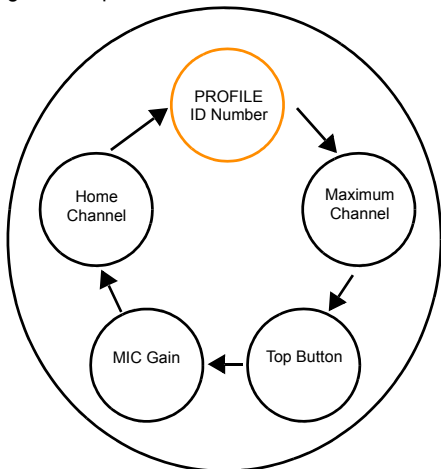 PROFILE
ID Number
Home
Channel
Maximum
Channel
MIC Gain
Top Button